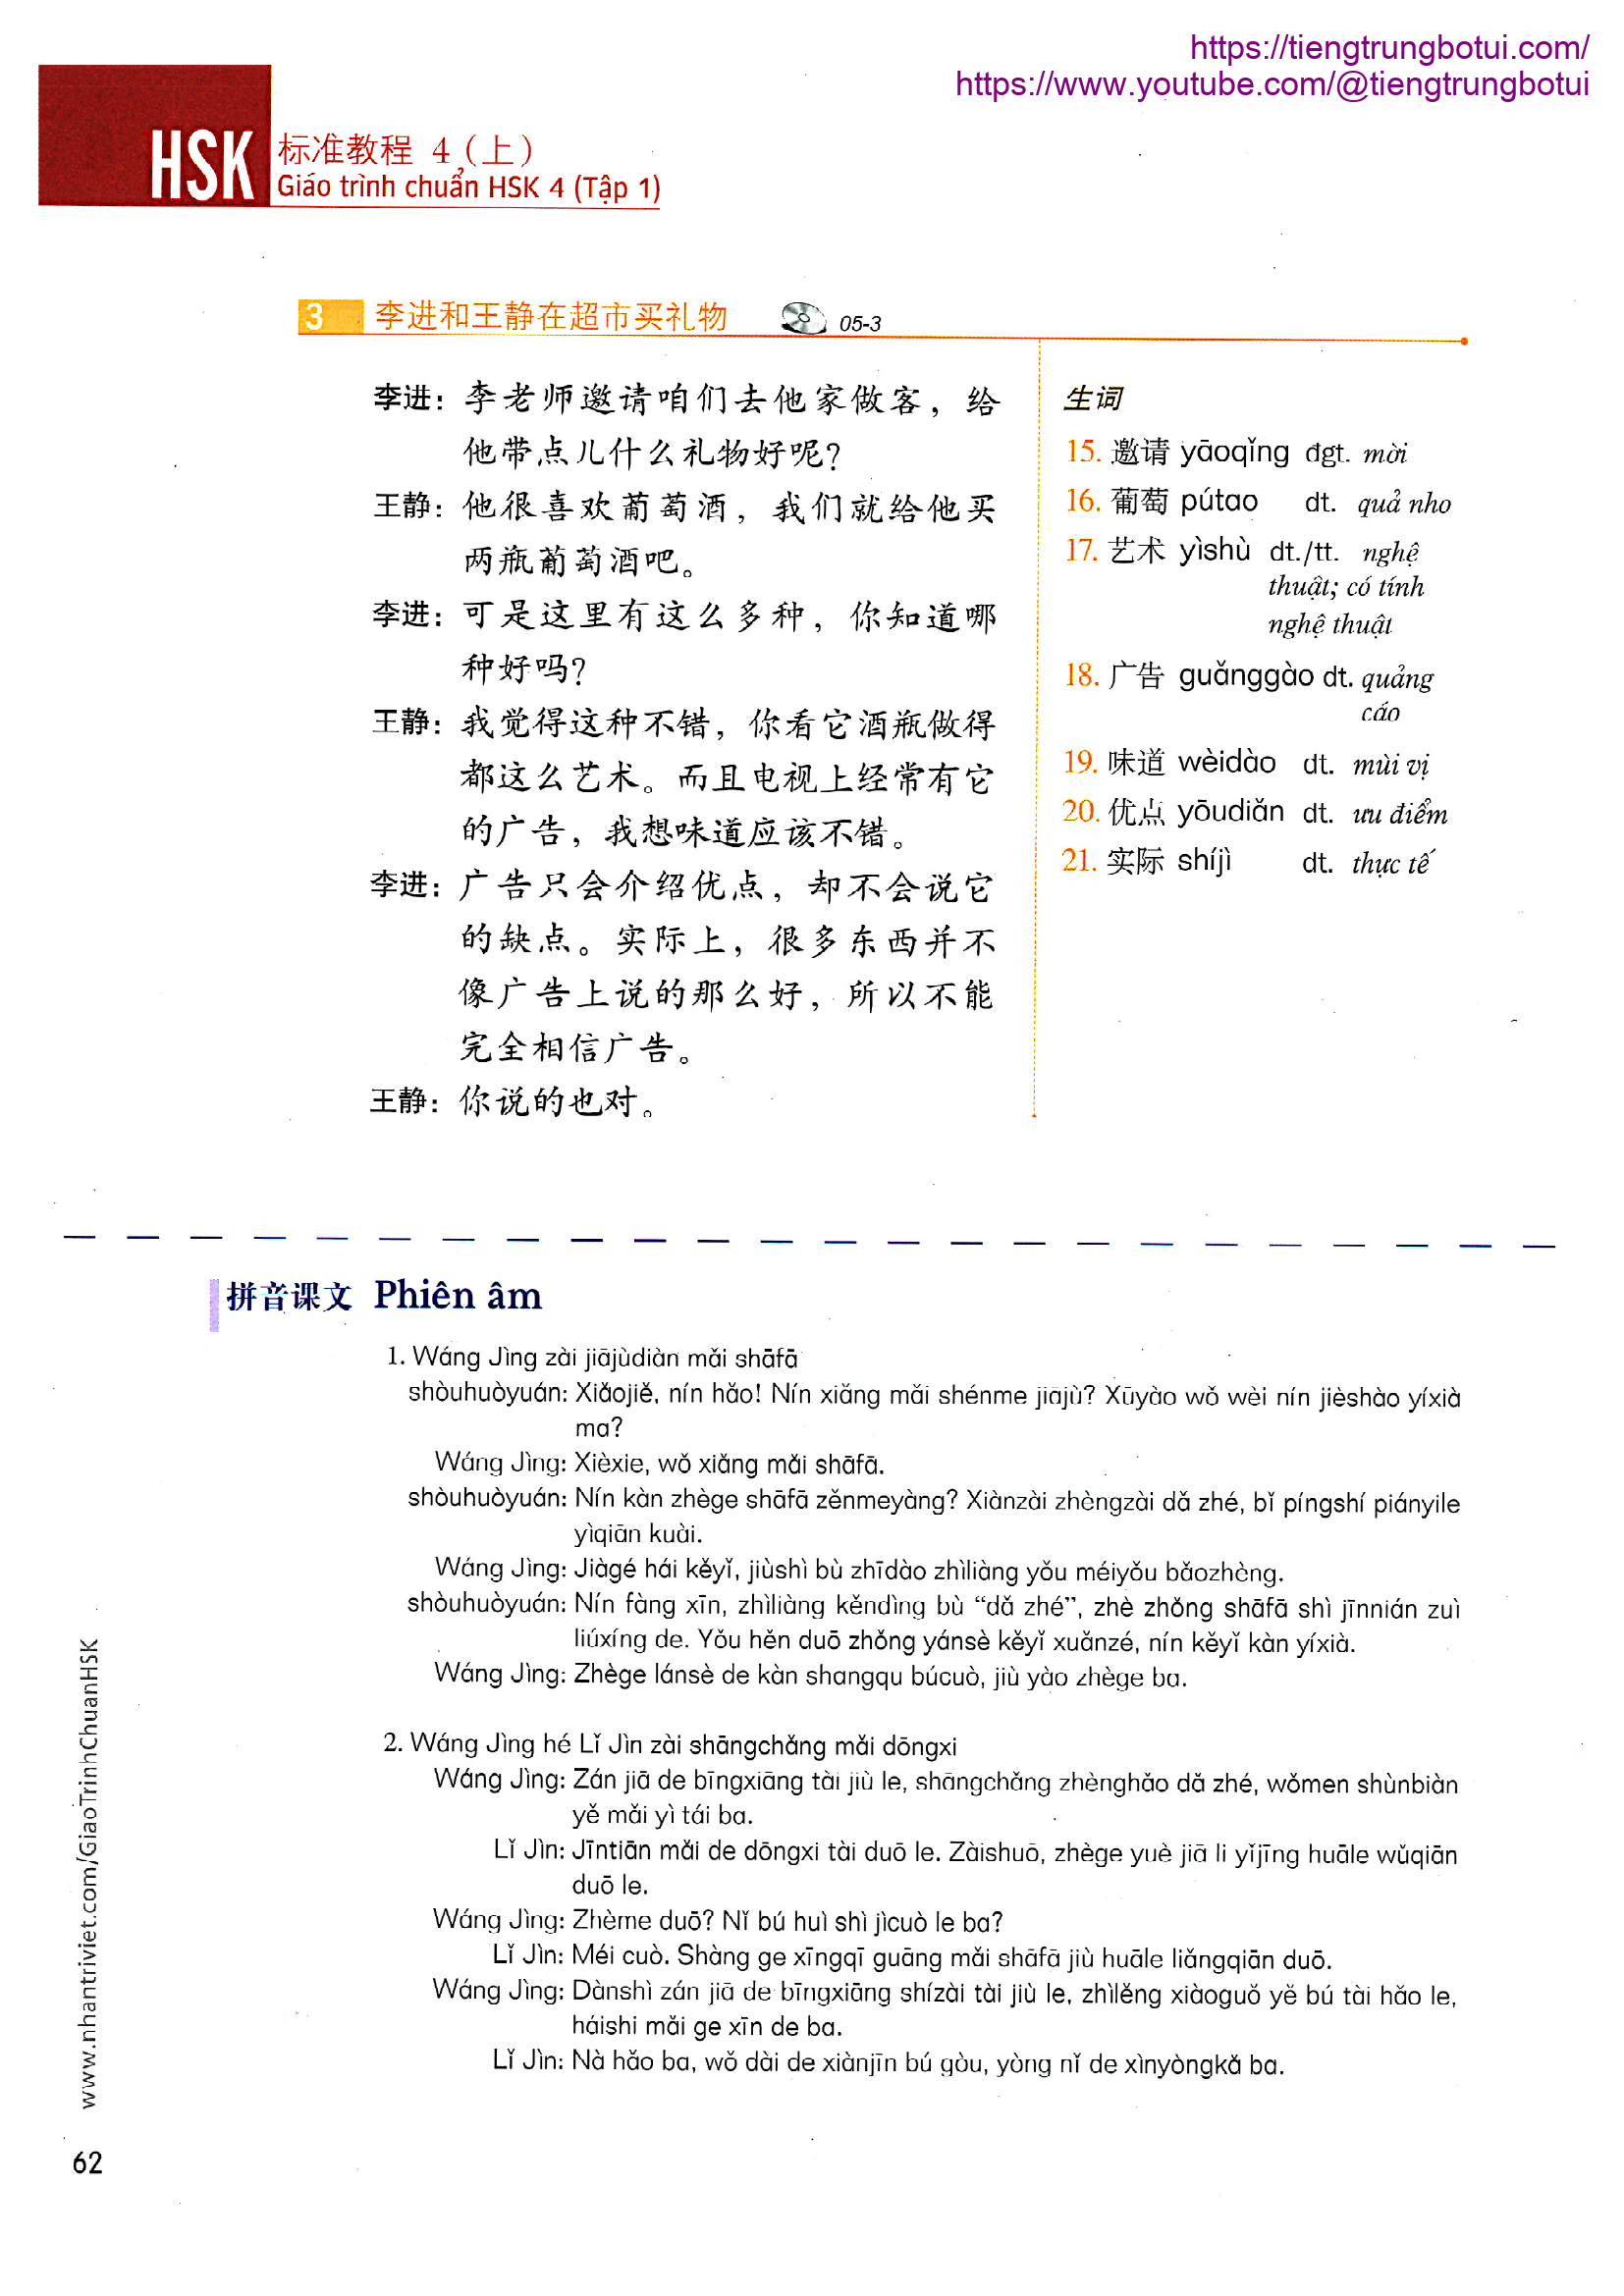 https://tiengtrungbotui.com/
https://www.youtube.com/@tiengtrungbotui
HSK 标准教程 4（上）
Giáo trình chuẩn HSK 4 (Tập 1)
3 李进和王静在超市买礼物 05-3
李进：李老师邀请咱们去他家做客，给
他带点儿什么礼物好呢？
王静：他很喜欢葡萄酒，我们就给他买
两瓶葡萄酒吧。
李进：可是这里有这么多种，你知道哪
种好吗？
王静：我觉得这种不错，你看它酒瓶做得
都这么艺术。而且电视上经常有它
的广告，我想味道应该不错。
李进：广告只会介绍优点，却不会说它
的缺点。实际上，很多东西并不
像广告上说的那么好，所以不能
完全相信广告。
王静：你说的也对。
生词
15. 邀请 yāoqǐng đgt. mời
16. 葡萄 pútao dt. quả nho
17. 艺术 yìshù dt./tt. nghệ
thuật; có tính
nghệ thuật
18. 广告 guǎnggào dt. quảng
cáo
19. 味道 wèidào dt. mùi vị
20. 优点 yōudiǎn dt. ưu điểm
21. 实际 shíjì dt. thực tế
拼音课文 Phiên âm
1. Wáng Jìng zài jiājùdiàn mǎi shāfā
shòuhuòyuán: Xiǎojiě, nín hǎo! Nín xiǎng mǎi shénme jiājù? Xūyào wǒ wèi nín jièshào yíxià
ma?
Wáng Jìng: Xièxie, wǒ xiǎng mǎi shāfā.
shòuhuòyuán: Nín kàn zhège shāfā zěnmeyàng? Xiànzài zhèngzài dǎ zhé, bǐ píngshí piányile
yìqiān kuài.
Wáng Jìng: Jiàgé hái kěyǐ, jiùshì bù zhīdào zhìliàng yǒu méiyǒu bǎozhèng.
shòuhuòyuán: Nín fàng xīn, zhìliàng kěndìng bù “dǎ zhé”, zhè zhǒng shāfā shì jīnnián zuì
liúxíng de. Yǒu hěn duō zhǒng yánsè kěyǐ xuǎnzé, nín kěyǐ kàn yíxià.
Wáng Jìng: Zhège lánsè de kàn shangqu búcuò, jiù yào zhège ba.
2. Wáng Jìng hé Lǐ Jìn zài shāngchǎng mǎi dōngxi
Wáng Jìng: Zán jiā de bīngxiāng tài jiù le, shāngchǎng zhènghǎo dǎ zhé, wǒmen shùnbiàn
yě mǎi yì tái ba.
Lǐ Jìn: Jīntiān mǎi de dōngxi tài duō le. Zàishuō, zhège yuè jiā li yǐjīng huāle wǔqiān
duō le.
Wáng Jìng: Zhème duō? Nǐ bú huì shì jìcuò le ba?
Lǐ Jìn: Méi cuò. Shàng ge xīngqī guāng mǎi shāfā jiù huāle liǎngqiān duō.
Wáng Jìng: Dànshì zán jiā de bīngxiāng shízài tài jiù le, zhìlěng xiàoguǒ yě bú tài hǎo le,
háishi mǎi ge xīn de ba.
Lǐ Jìn: Nà hǎo ba, wǒ dài de xiànjīn bú gòu, yòng nǐ de xìnyòngkǎ ba.
www.nhantriviet.com/GiaoTrinhChuanHSK
62